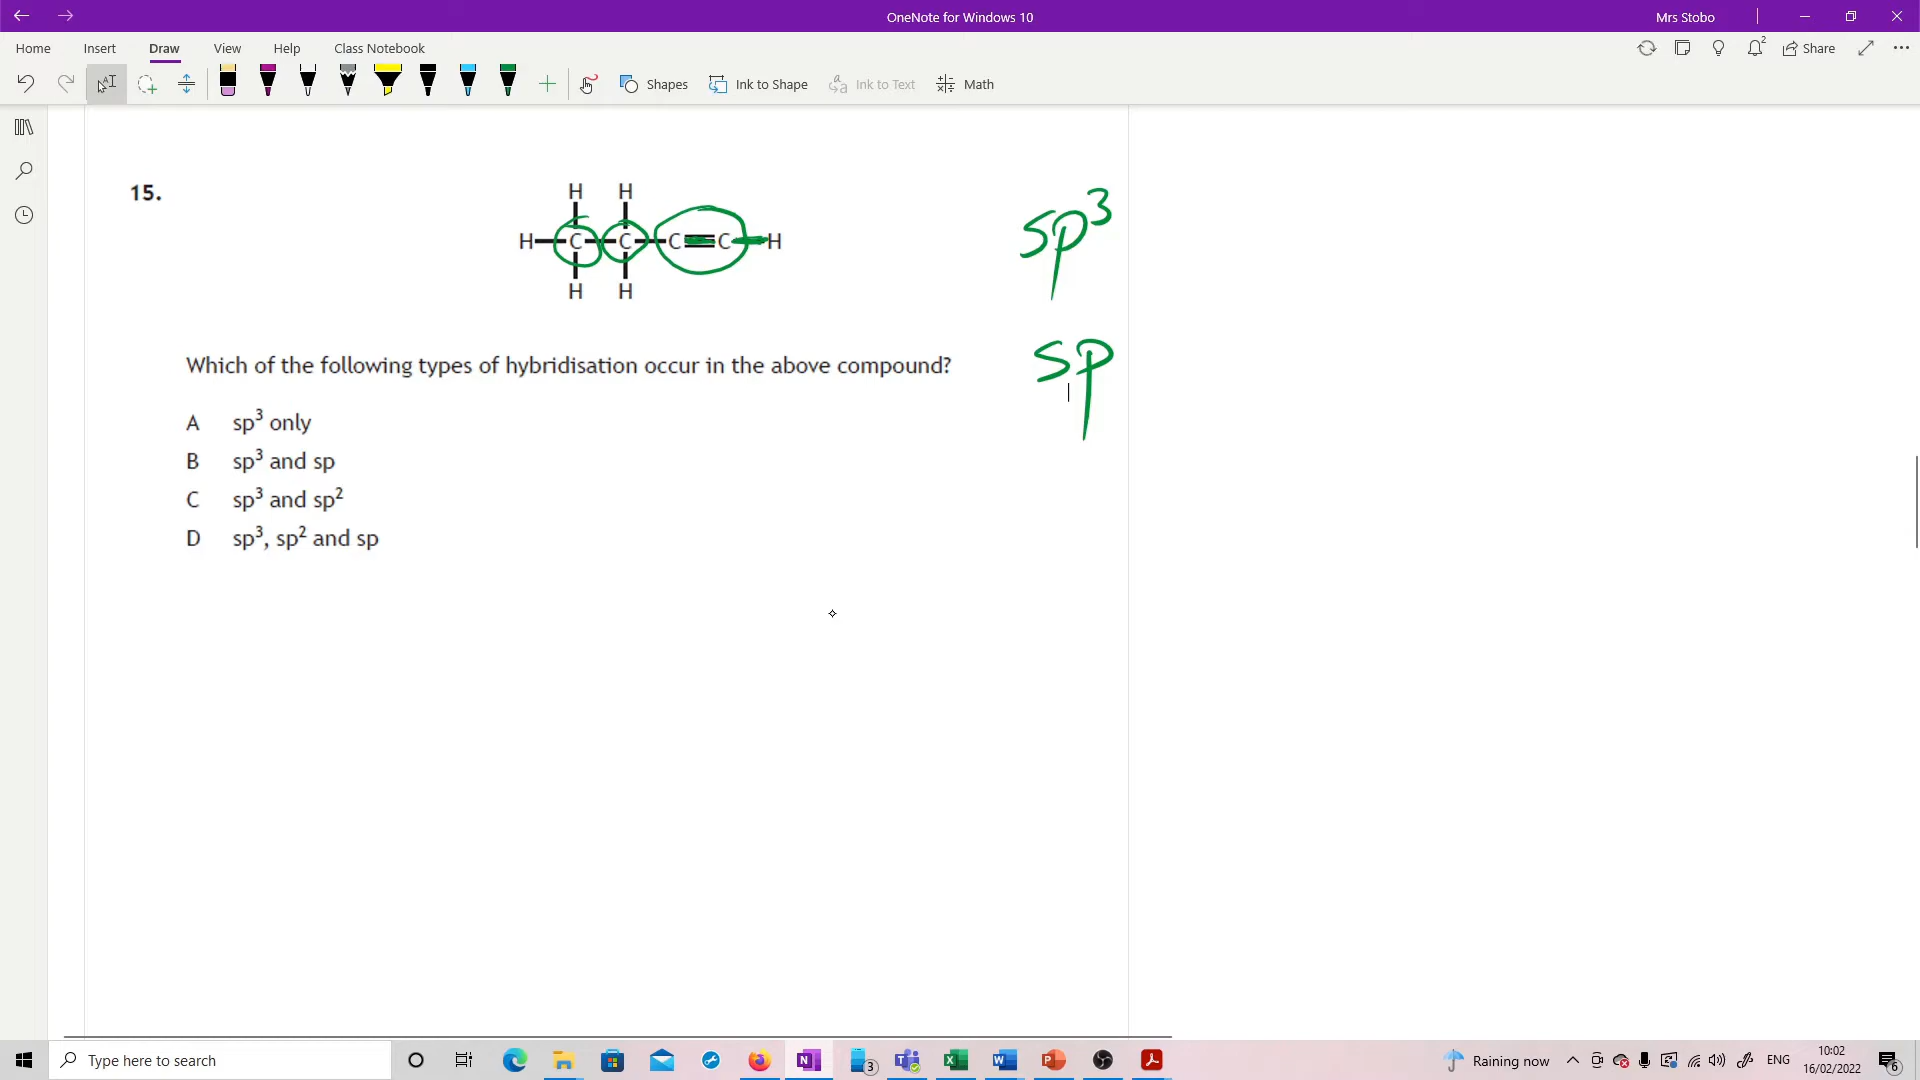 OneNote for Windows 10
Mrs Stobo
Home Insert Draw View Help Class Notebook
Share
Shapes Ink to Shape Ink to Text Math
15.
H H
H C C C C H
H H
sp³
sp
Which of the following types of hybridisation occur in the above compound?
A sp³ only
B sp³ and sp
C sp³ and sp²
D sp³, sp² and sp
Type here to search
3
Raining now
ENG
10:02
16/02/2022
6